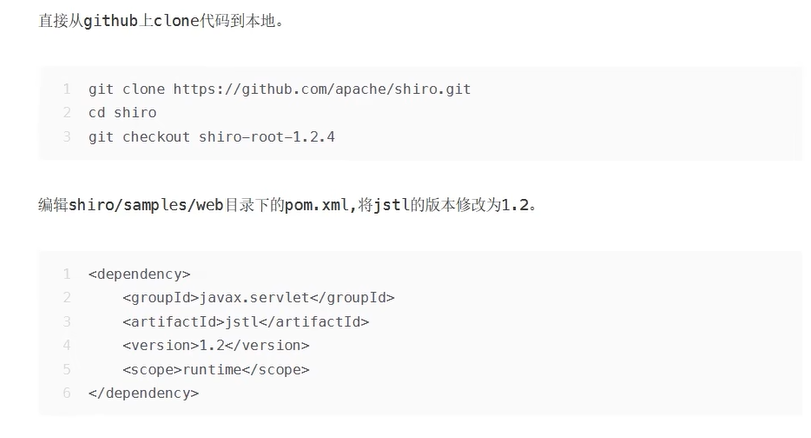 直接从github上clone代码到本地。
1 git clone https://github.com/apache/shiro.git
2 cd shiro
3 git checkout shiro-root-1.2.4
编辑shiro/samples/web目录下的pom.xml,将jstl的版本修改为1.2。
1 <dependency>
2     <groupId>javax.servlet</groupId>
3     <artifactId>jstl</artifactId>
4     <version>1.2</version>
5     <scope>runtime</scope>
6 </dependency>